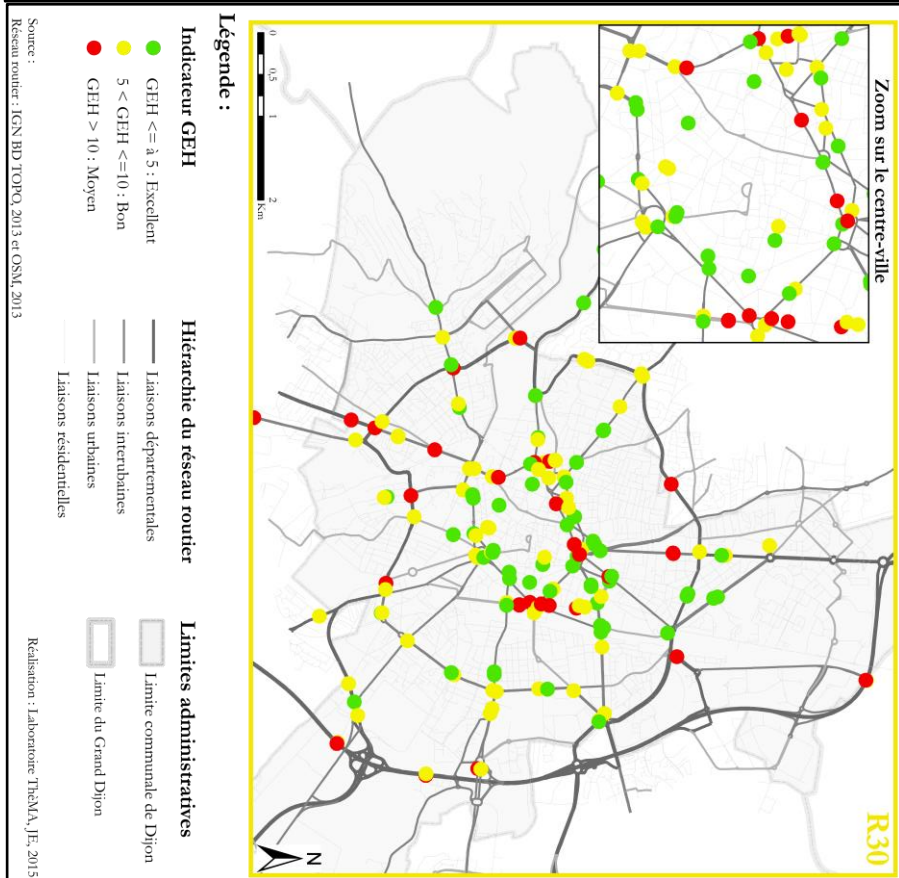 R30
Zoom sur le centre-ville
N
Légende :
0 0,5 1 2
Km
Indicateur GEH
GEH <= à 5 : Excellent
5 < GEH <=10 : Bon
GEH > 10 : Moyen
Hiérarchie du réseau routier
Liaisons départementales
Liaisons interubaines
Liaisons urbaines
Liaisons résidentielles
Limites administratives
Limite communale de Dijon
Limite du Grand Dijon
Source :
Réseau routier : IGN BD TOPO, 2013 et OSM, 2013
Réalisation : Laboratoire ThéMA, JE, 2015